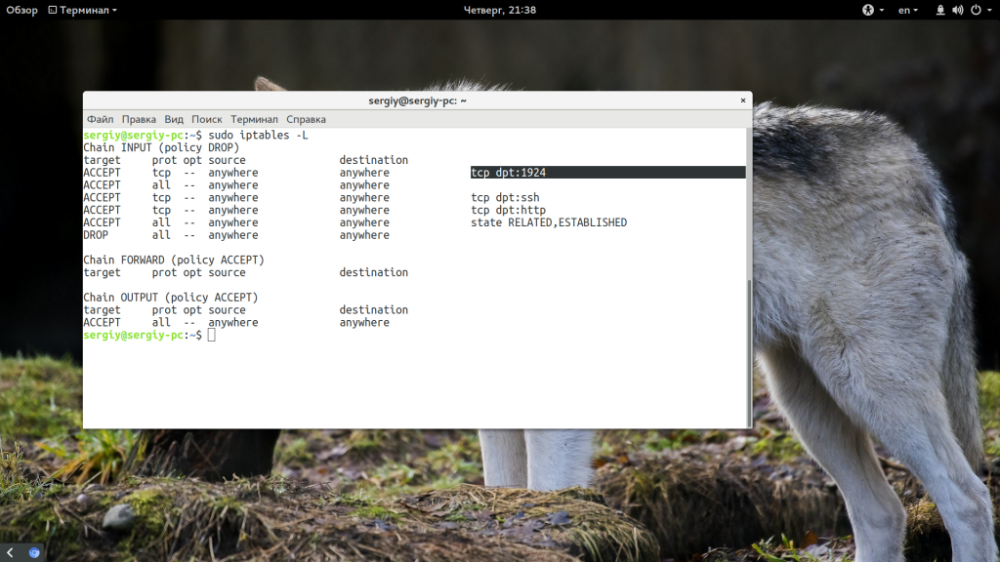 Обзор Терминал Четверг, 21:38 en
sergiy@sergiy-pc: ~ ×
Файл Правка Вид Поиск Терминал Справка
sergiy@sergiy-pc:~$ sudo iptables -L
Chain INPUT (policy DROP)
target prot opt source destination
ACCEPT tcp -- anywhere anywhere tcp dpt:1924
ACCEPT all -- anywhere anywhere
ACCEPT tcp -- anywhere anywhere tcp dpt:ssh
ACCEPT tcp -- anywhere anywhere tcp dpt:http
ACCEPT all -- anywhere anywhere state RELATED,ESTABLISHED
DROP all -- anywhere anywhere
Chain FORWARD (policy ACCEPT)
target prot opt source destination
Chain OUTPUT (policy ACCEPT)
target prot opt source destination
ACCEPT all -- anywhere anywhere
sergiy@sergiy-pc:~$